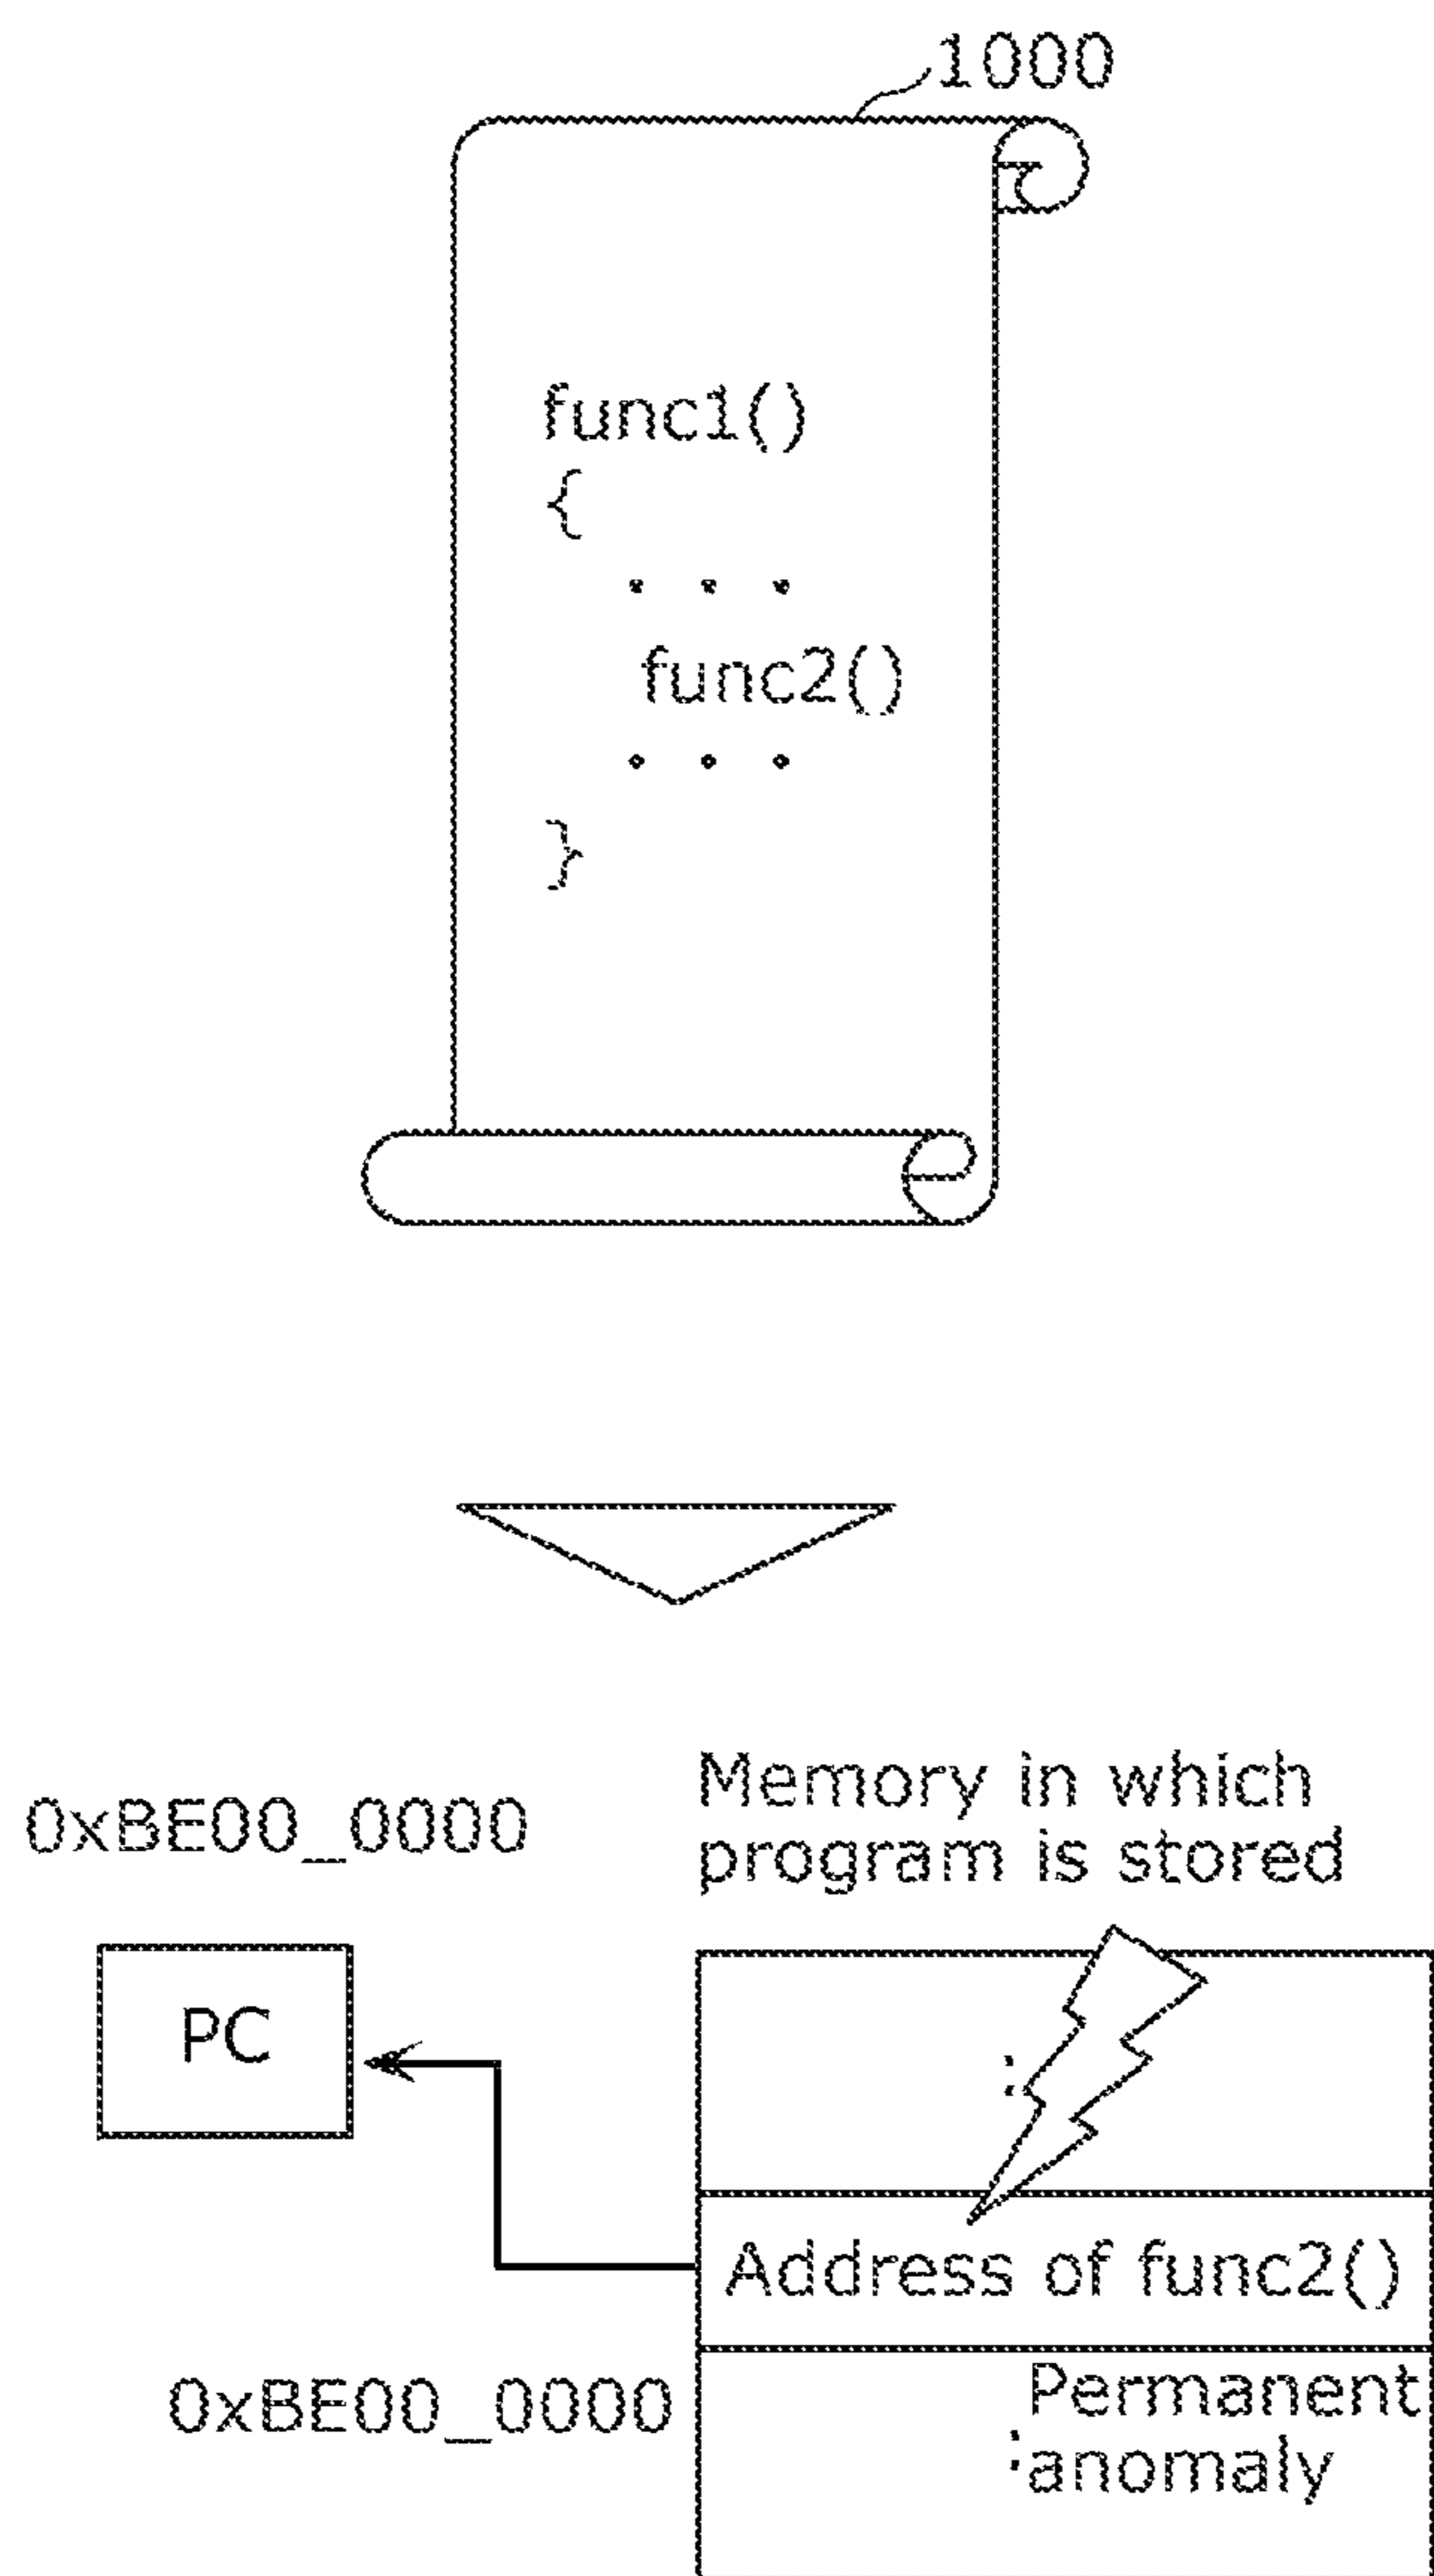 1000
func1()
{
. . .
func2()
. . .
}
Memory in which
program is stored
0xBE00_0000
PC
:
Address of func2()
0xBE00_0000
Permanent
:anomaly